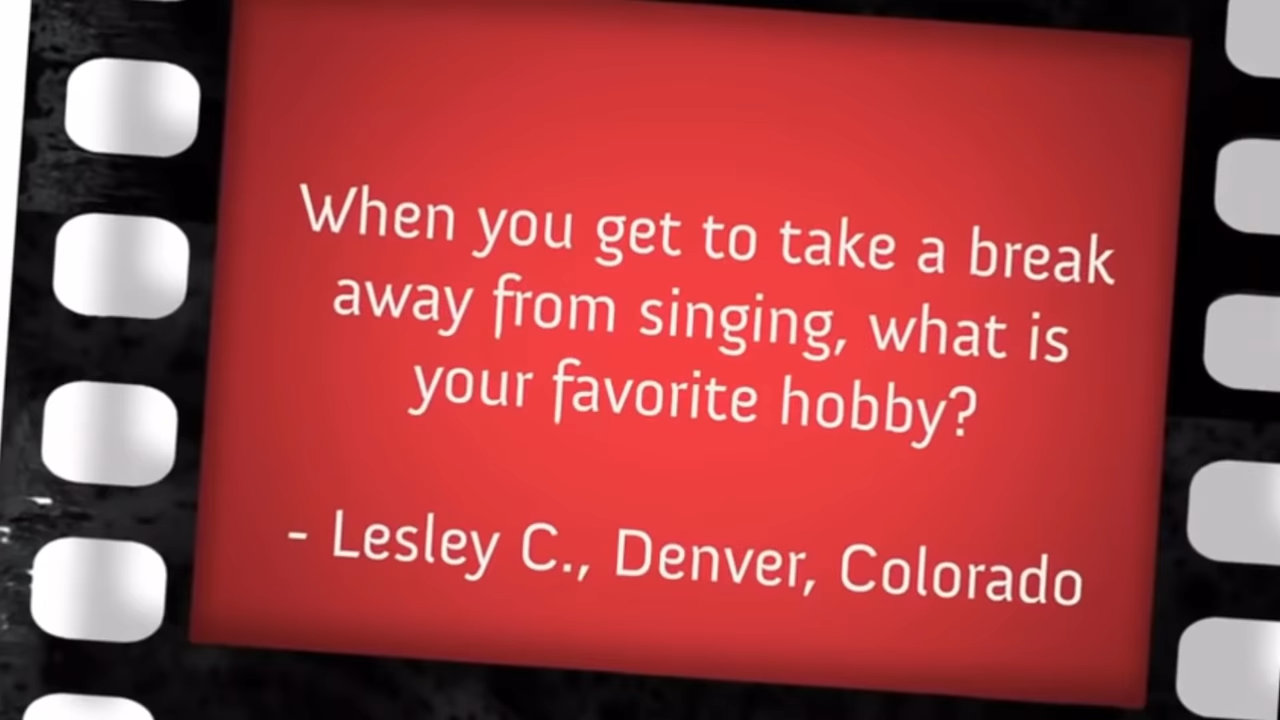 When you get to take a break
away from singing, what is
your favorite hobby?
- Lesley C., Denver, Colorado